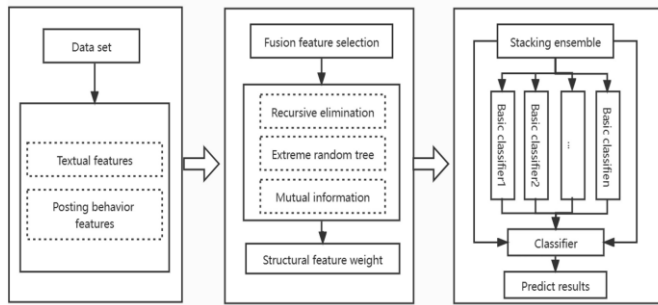 Data set
Textual features
Posting behavior
features
Fusion feature selection
Recursive elimination
Extreme random tree
Mutual information
Structural feature weight
Stacking ensemble
Basic classifier1
Basic classifier2
...
Basic classifien
Classifier
Predict results